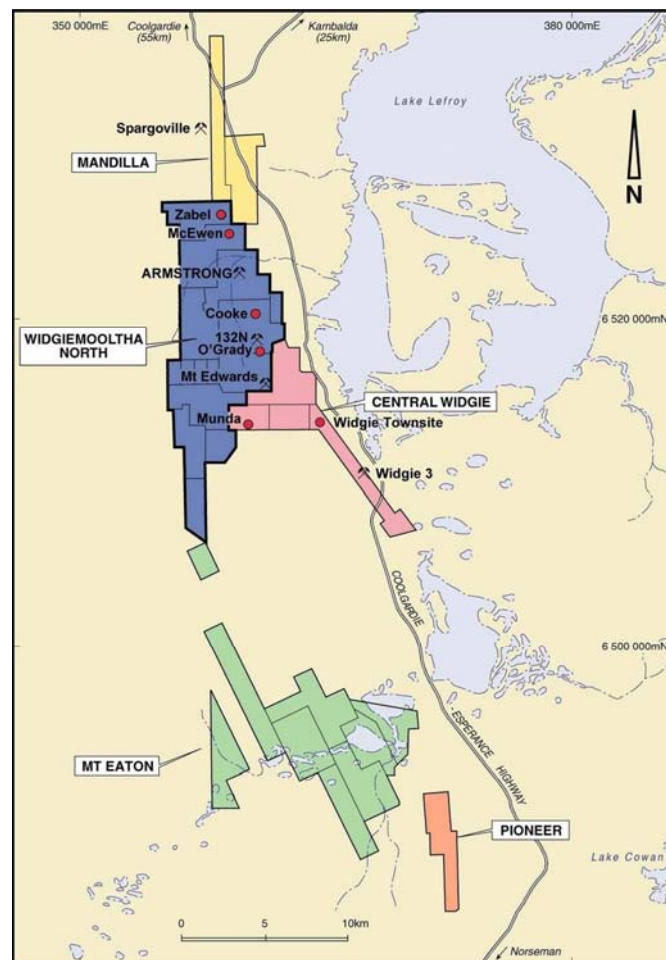 350 000mE
Coolgardie
(55km)
Kambalda
(25km)
380 000mE
Lake Lefroy
Spargoville
MANDILLA
N
Zabel
McEwen
ARMSTRONG
Cooke
6 520 000mN
WIDGIEMOOLTHA
NORTH
132N
O'Grady
Mt Edwards
CENTRAL WIDGIE
Munda
Widgie Townsite
Widgie 3
COOLGARDIE
6 500 000mN
MT EATON
- ESPERANCE
HIGHWAY
PIONEER
Lake Cowan
0
5
10km
Norseman